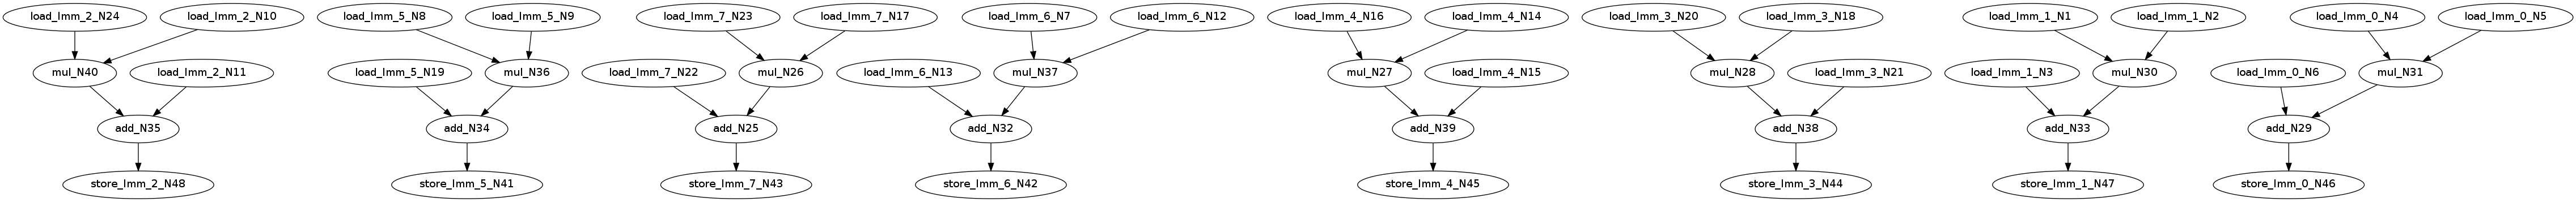 load_Imm_2_N24
load_Imm_2_N10
load_Imm_5_N8
load_Imm_5_N9
load_Imm_7_N23
load_Imm_7_N17
load_Imm_6_N7
load_Imm_6_N12
load_Imm_4_N16
load_Imm_4_N14
load_Imm_3_N20
load_Imm_3_N18
load_Imm_1_N1
load_Imm_1_N2
load_Imm_0_N4
load_Imm_0_N5
mul_N40
load_Imm_2_N11
load_Imm_5_N19
mul_N36
load_Imm_7_N22
mul_N26
load_Imm_6_N13
mul_N37
mul_N27
load_Imm_4_N15
mul_N28
load_Imm_3_N21
load_Imm_1_N3
mul_N30
load_Imm_0_N6
mul_N31
add_N35
add_N34
add_N25
add_N32
add_N39
add_N38
add_N33
add_N29
store_Imm_2_N48
store_Imm_5_N41
store_Imm_7_N43
store_Imm_6_N42
store_Imm_4_N45
store_Imm_3_N44
store_Imm_1_N47
store_Imm_0_N46